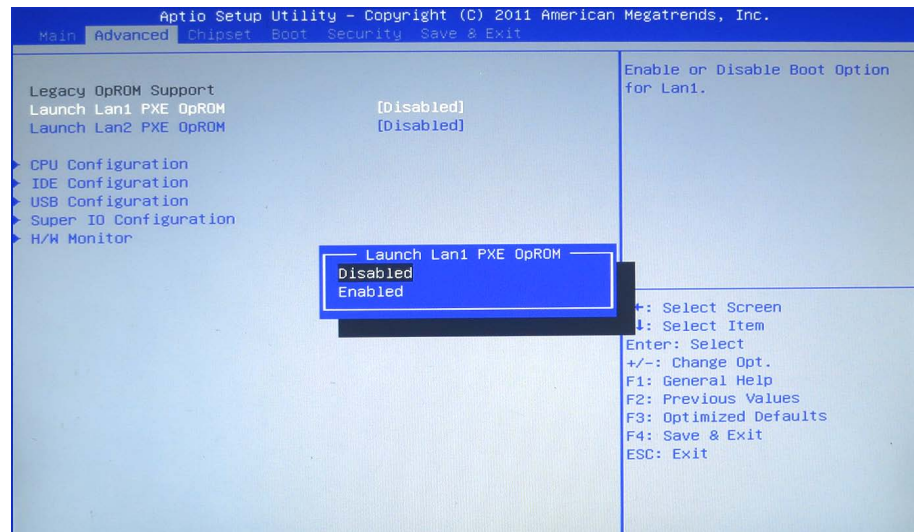 Aptio Setup Utility – Copyright (C) 2011 American Megatrends, Inc.
Main Advanced Chipset Boot Security Save & Exit
Legacy OpROM Support
Launch Lan1 PXE OpROM [Disabled]
Launch Lan2 PXE OpROM [Disabled]
CPU Configuration
IDE Configuration
USB Configuration
Super IO Configuration
H/W Monitor
Launch Lan1 PXE OpROM
Disabled
Enabled
Enable or Disable Boot Option
for Lan1.
: Select Screen
: Select Item
Enter: Select
+/-: Change Opt.
F1: General Help
F2: Previous Values
F3: Optimized Defaults
F4: Save & Exit
ESC: Exit